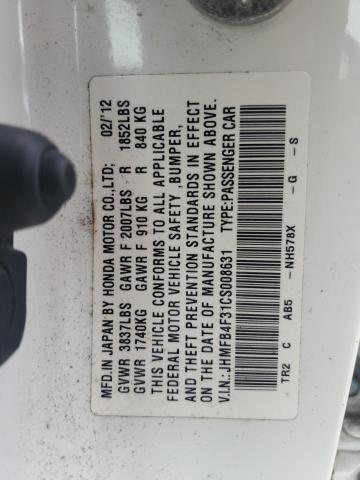 MFD.IN JAPAN BY HONDA MOTOR CO.,LTD; 02/'12
GVWR 3837LBS GAWR F 2007LBS R 1852LBS
GVWR 1740KG GAWR F 910 KG R 840 KG
THIS VEHICLE CONFORMS TO ALL APPLICABLE
FEDERAL MOTOR VEHICLE SAFETY ,BUMPER,
AND THEFT PREVENTION STANDARDS IN EFFECT
ON THE DATE OF MANUFACTURE SHOWN ABOVE.
V.I.N.:JHMFB4F31CS008631 TYPE:PASSENGER CAR
TR2 C AB5 -NH578X -G -S